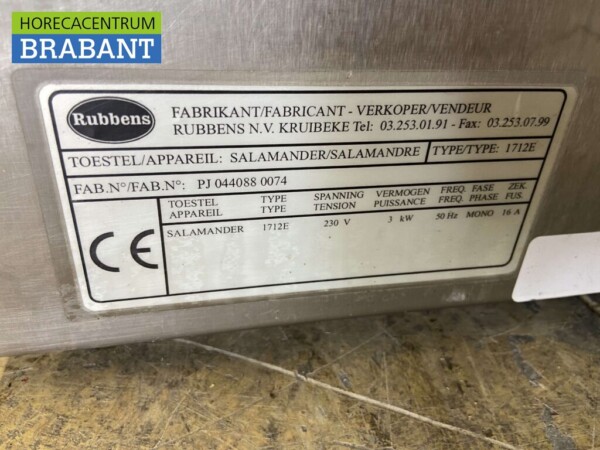 HORECACENTRUM
BRABANT
Rubbens
FABRIKANT/FABRICANT - VERKOPER/VENDEUR
RUBBENS N.V. KRUIBEKE Tel: 03.253.01.91 - Fax: 03.253.07.99
TOESTEL/APPAREIL: SALAMANDER/SALAMANDRE TYPE/TYPE: 1712E
FAB.N°/FAB.N°: PJ 044088 0074
TOESTEL TYPE SPANNING VERMOGEN FREQ. FASE ZEK.
APPAREIL TYPE TENSION PUISSANCE FREQ. PHASE FUS.
SALAMANDER 1712E 230 V 3 kW 50 Hz MONO 16 A
CE